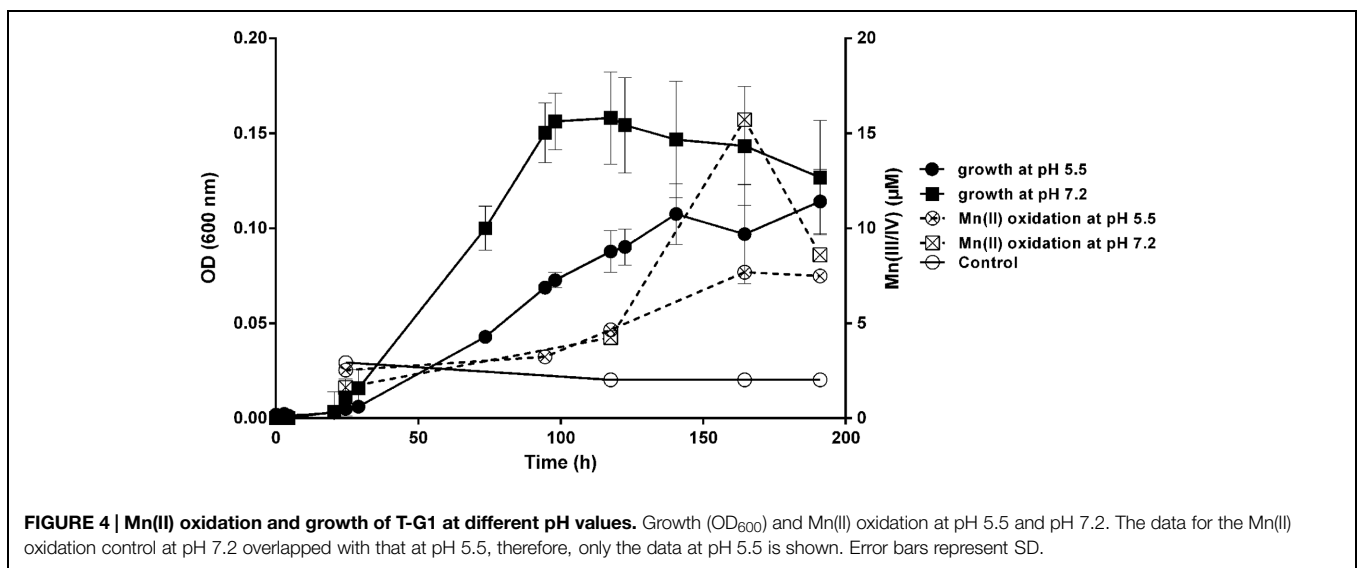 0.20
0.15
0.10
0.05
0.00
OD (600 nm)
0
50
100
150
200
Time (h)
20
15
10
5
0
Mn(III/IV) (µM)
growth at pH 5.5
growth at pH 7.2
Mn(II) oxidation at pH 5.5
Mn(II) oxidation at pH 7.2
Control
FIGURE 4 | Mn(II) oxidation and growth of T-G1 at different pH values. Growth (OD600) and Mn(II) oxidation at pH 5.5 and pH 7.2. The data for the Mn(II)
oxidation control at pH 7.2 overlapped with that at pH 5.5, therefore, only the data at pH 5.5 is shown. Error bars represent SD.